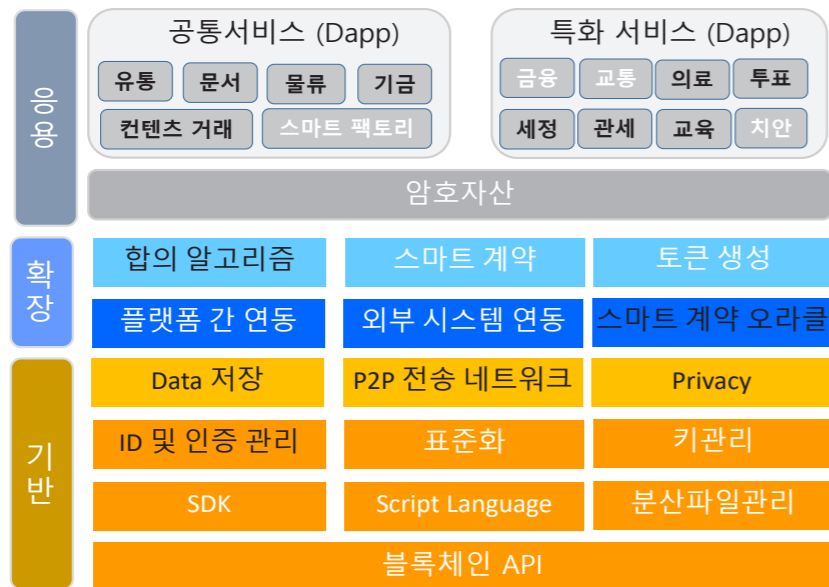 응용
공통서비스 (Dapp)
유통 문서 물류 기금
컨텐츠 거래 스마트 팩토리
특화 서비스 (Dapp)
금융 교통 의료 투표
세정 관세 교육 치안
암호자산
확장
합의 알고리즘 스마트 계약 토큰 생성
플랫폼 간 연동 외부 시스템 연동 스마트 계약 오라클
기반
Data 저장 P2P 전송 네트워크 Privacy
ID 및 인증 관리 표준화 키관리
SDK Script Language 분산파일관리
블록체인 API